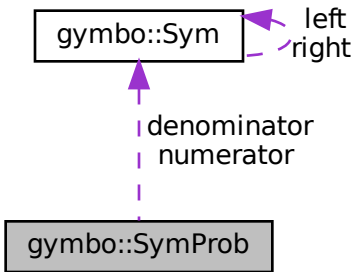 gymbo::Sym
left
right
denominator
numerator
gymbo::SymProb